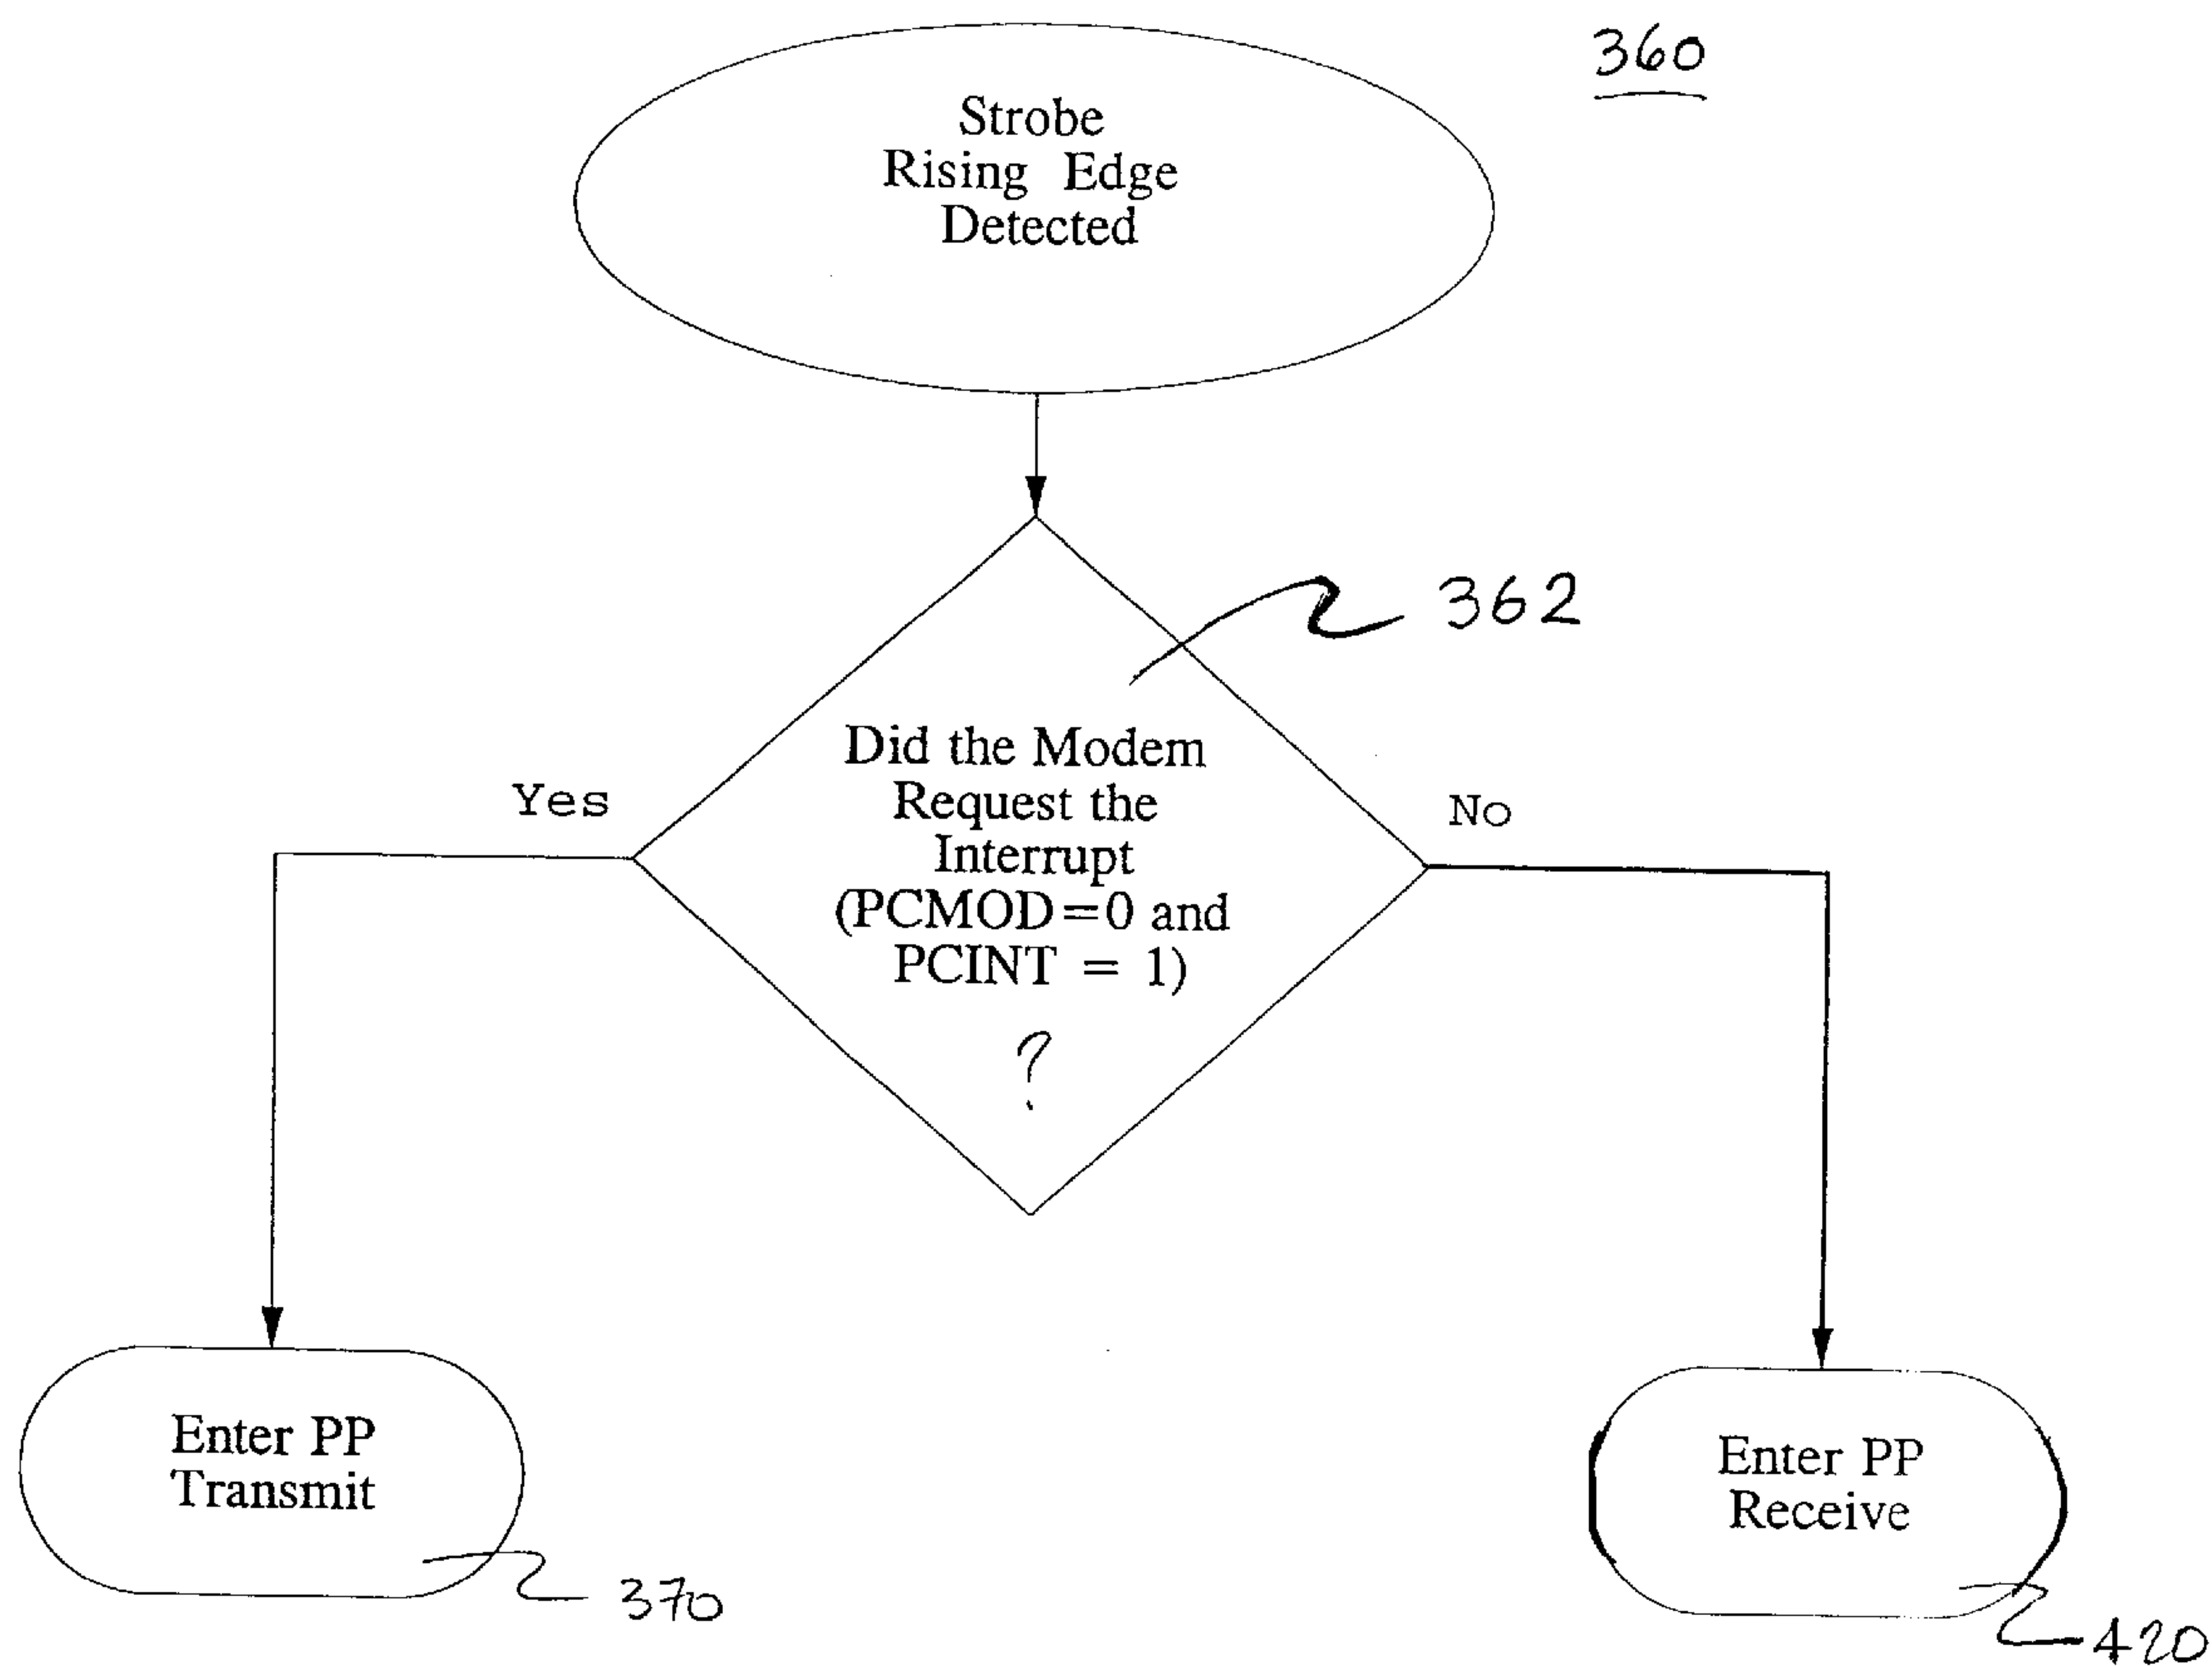 360
Strobe
Rising Edge
Detected
362
Did the Modem
Request the
Interrupt
(PCMOD=0 and
PCINT = 1)
?
Yes
No
Enter PP
Transmit
370
Enter PP
Receive
420